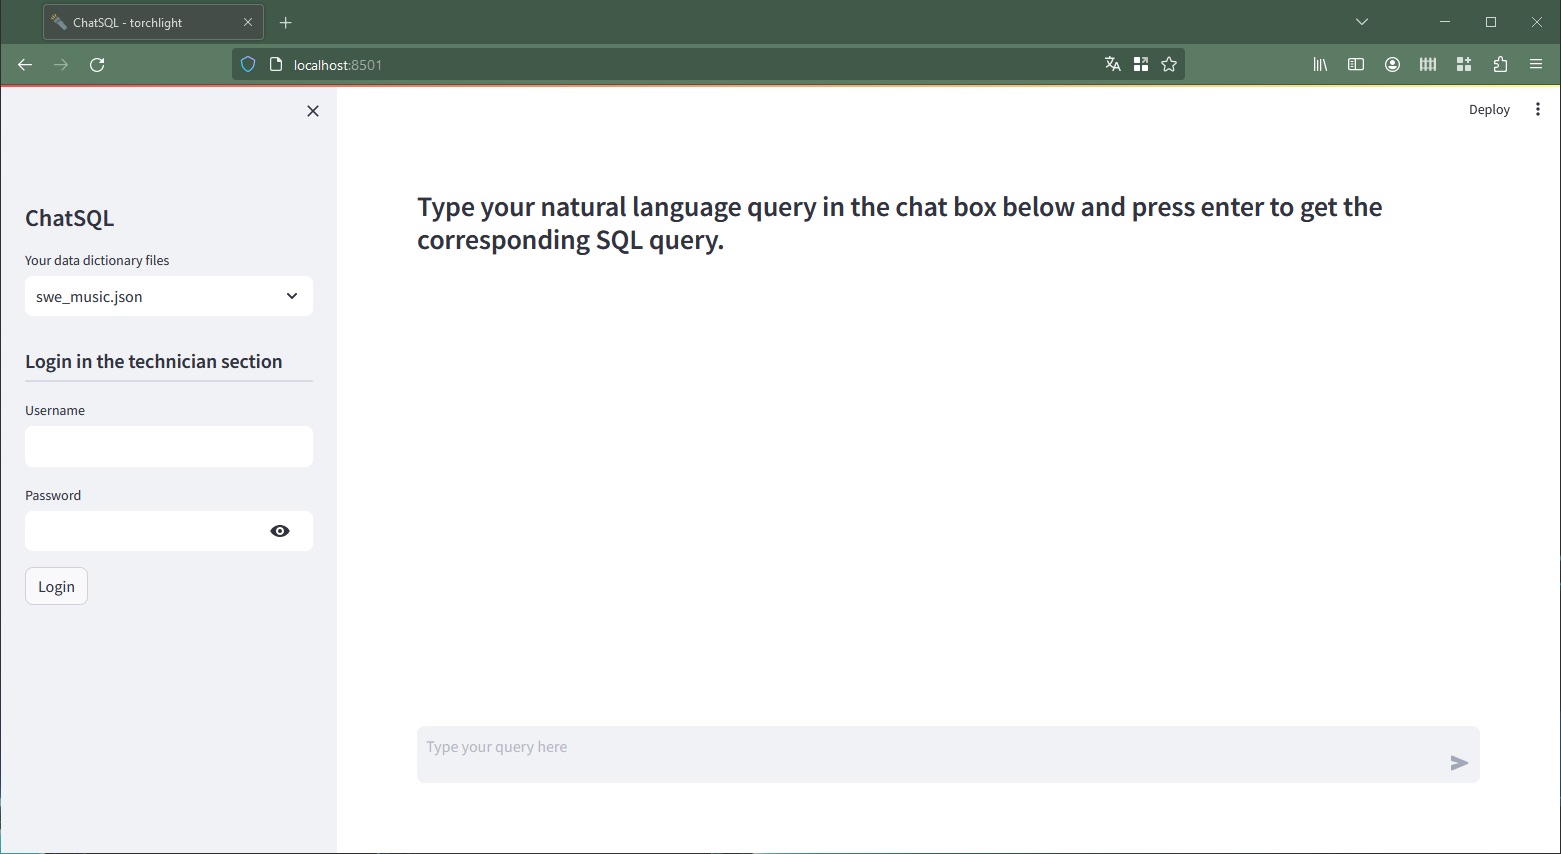 ChatSQL - torchlight
localhost:8501
Deploy
ChatSQL
Your data dictionary files
swe_music.json
Login in the technician section
Username
Password
Login
Type your natural language query in the chat box below and press enter to get the
corresponding SQL query.
Type your query here